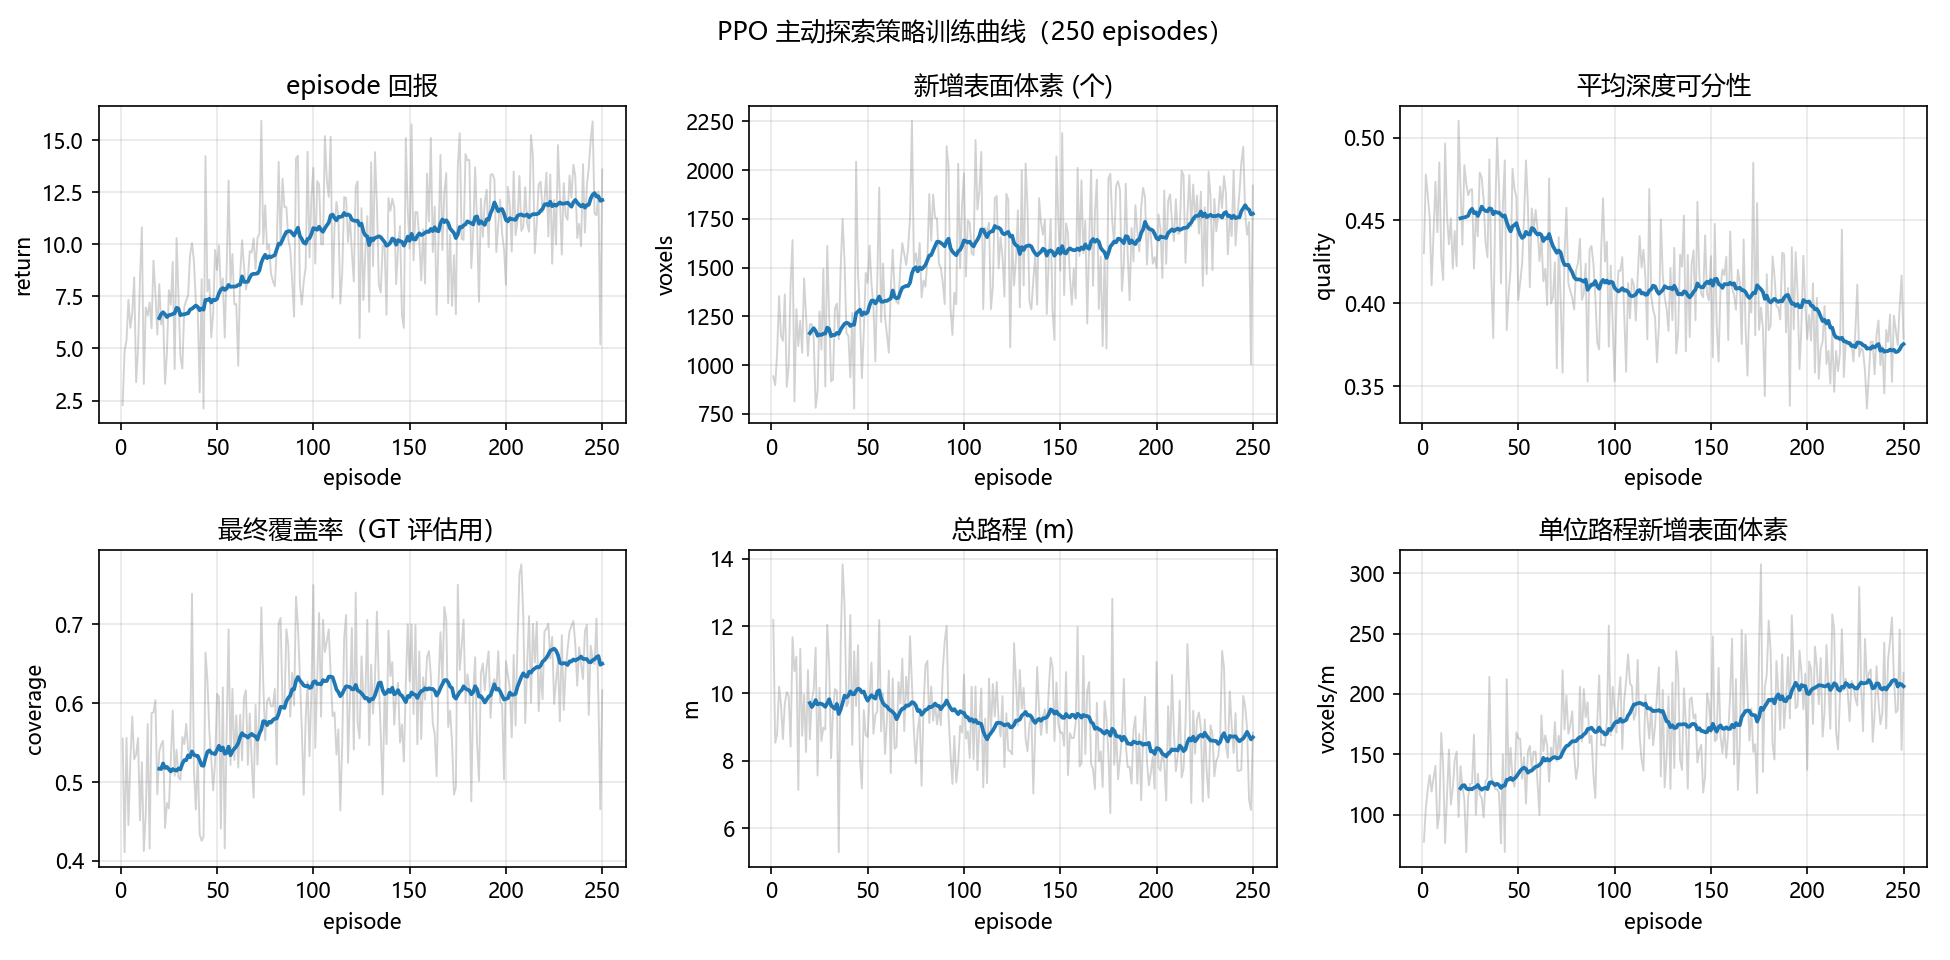 PPO 主动探索策略训练曲线（250 episodes）
episode 回报
return
15.0
12.5
10.0
7.5
5.0
2.5
0 50 100 150 200 250
episode
新增表面体素 (个)
voxels
2250
2000
1750
1500
1250
1000
750
0 50 100 150 200 250
episode
平均深度可分性
quality
0.50
0.45
0.40
0.35
0 50 100 150 200 250
episode
最终覆盖率（GT 评估用）
coverage
0.7
0.6
0.5
0.4
0 50 100 150 200 250
episode
总路程 (m)
m
14
12
10
8
6
0 50 100 150 200 250
episode
单位路程新增表面体素
voxels/m
300
250
200
150
100
0 50 100 150 200 250
episode